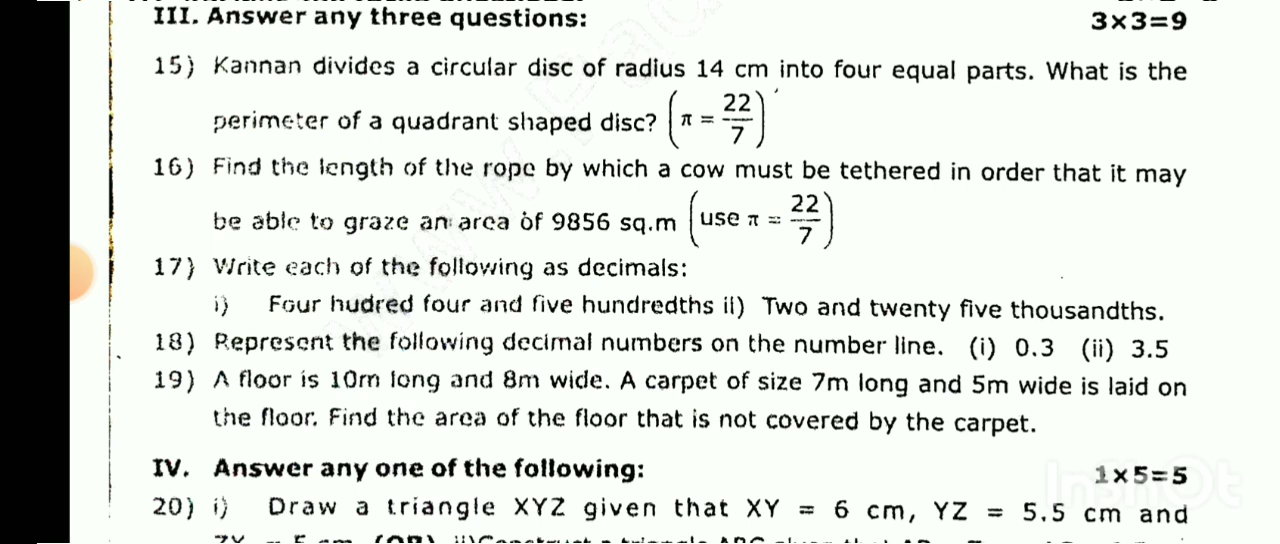 III. Answer any three questions: 3×3=9
15) Kannan divides a circular disc of radius 14 cm into four equal parts. What is the
perimeter of a quadrant shaped disc? (π = 22/7)
16) Find the length of the rope by which a cow must be tethered in order that it may
be able to graze an area of 9856 sq.m (use π = 22/7)
17) Write each of the following as decimals:
i) Four hudred four and five hundredths ii) Two and twenty five thousandths.
18) Represent the following decimal numbers on the number line. (i) 0.3 (ii) 3.5
19) A floor is 10m long and 8m wide. A carpet of size 7m long and 5m wide is laid on
the floor. Find the area of the floor that is not covered by the carpet.
IV. Answer any one of the following: 1×5=5
InShOt
20) i) Draw a triangle XYZ given that XY = 6 cm, YZ = 5.5 cm and